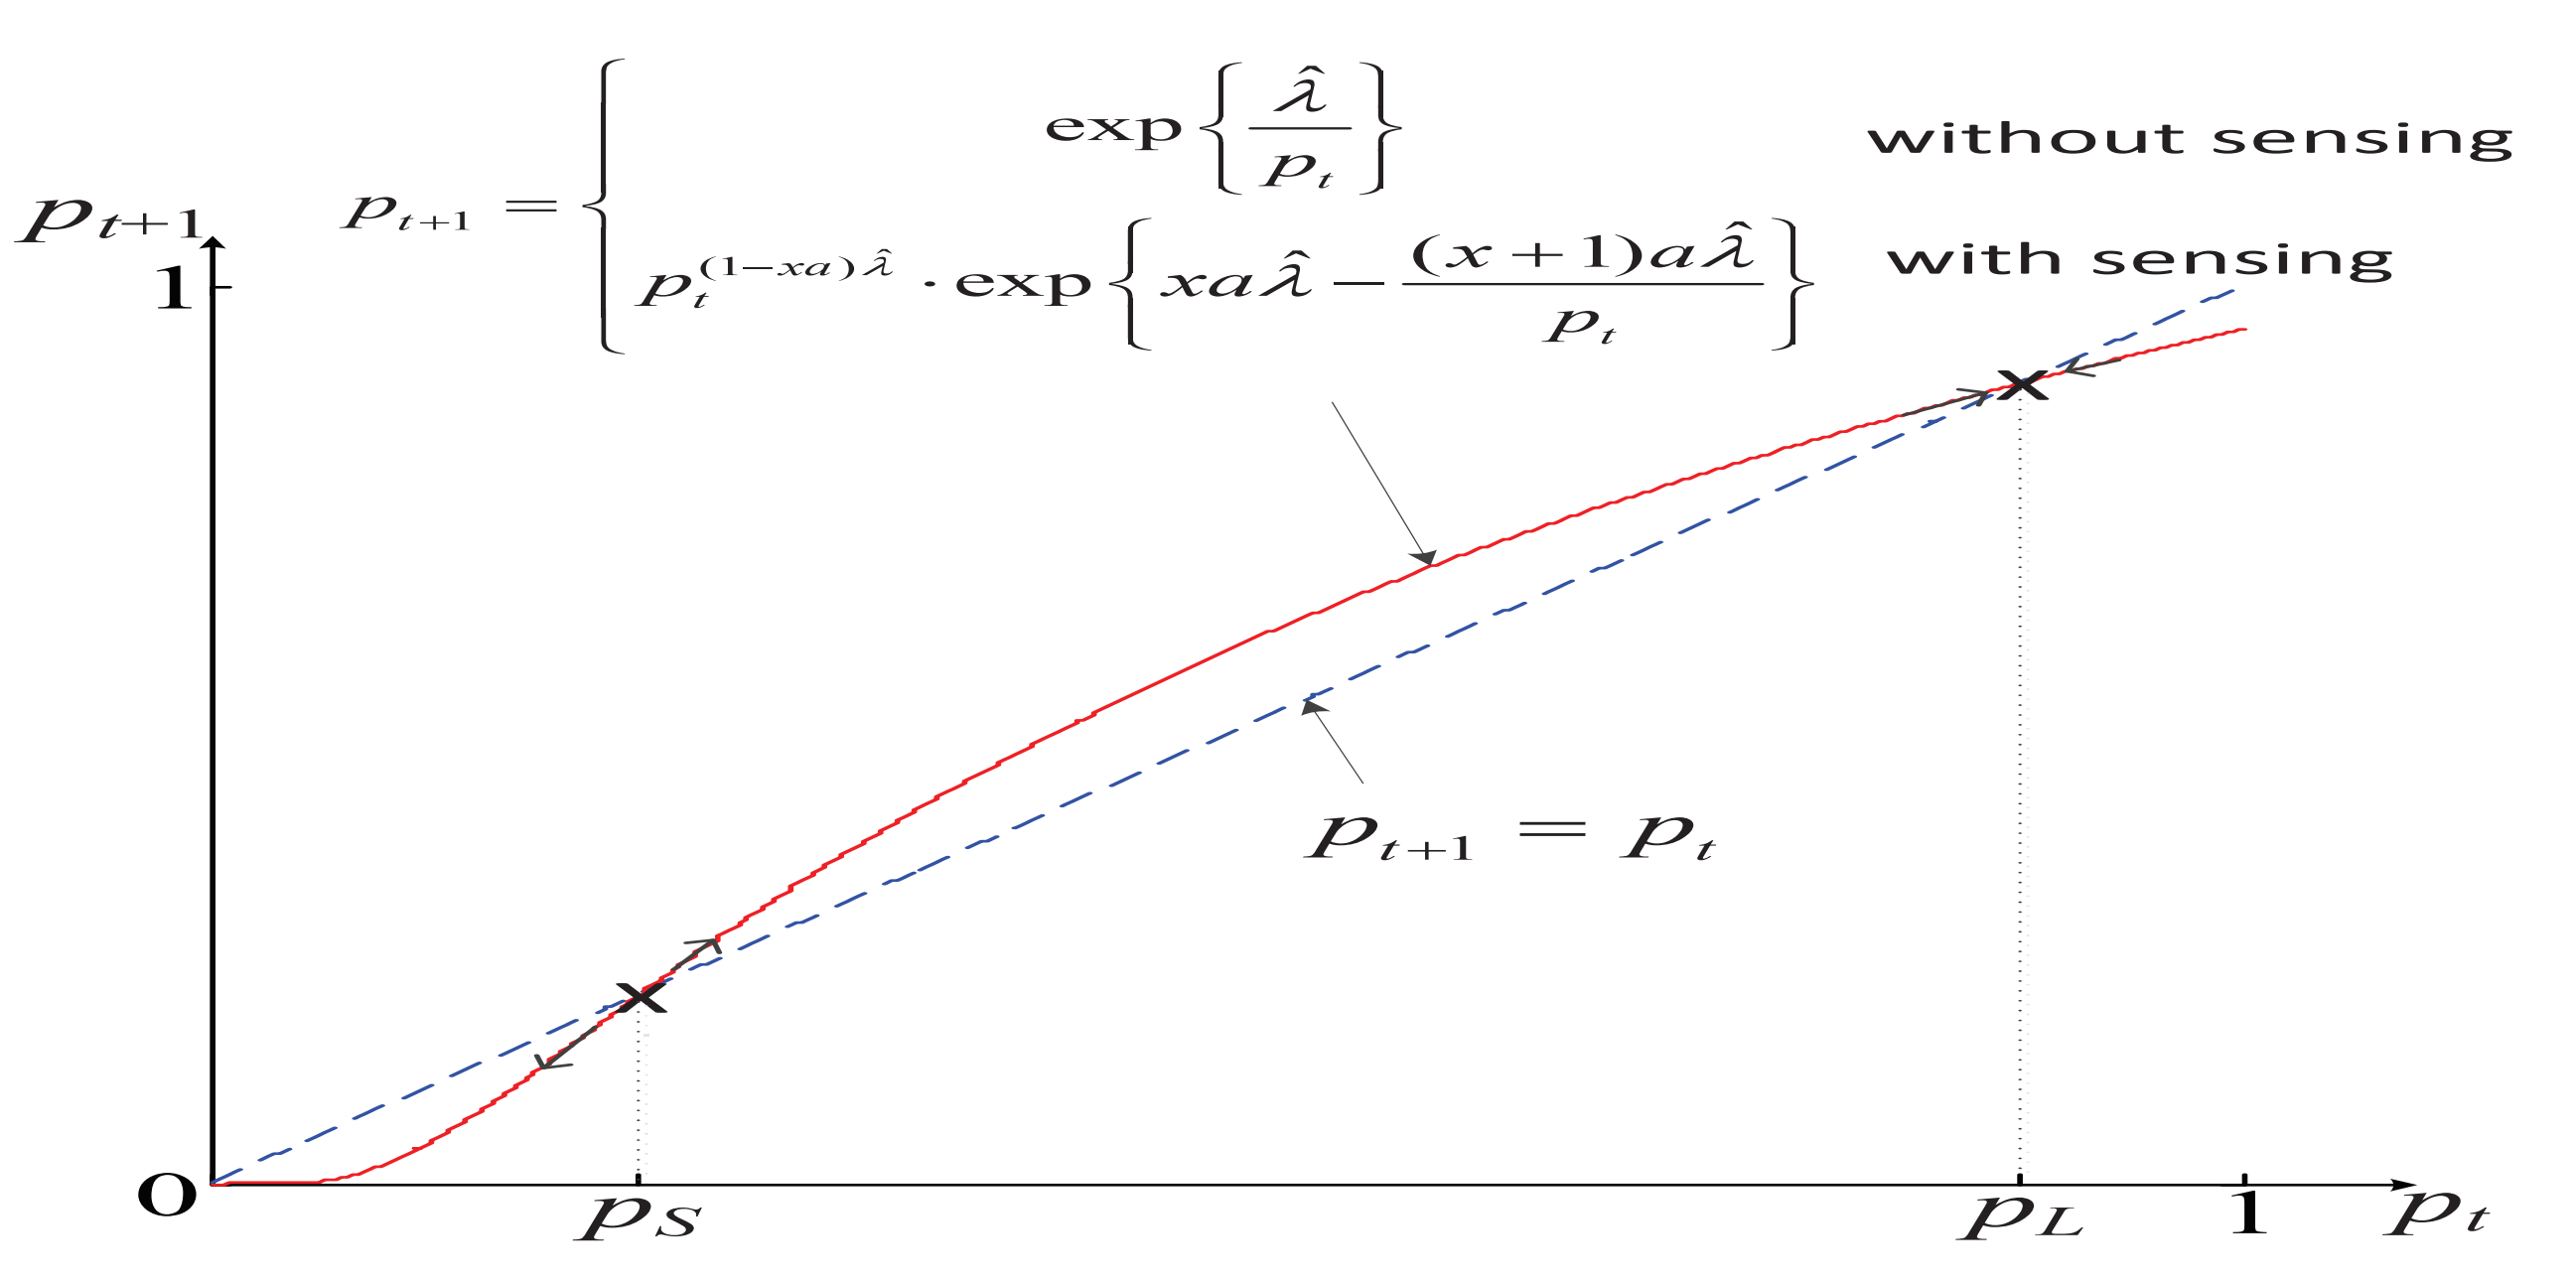 exp{λ̂/p_t} without sensing
p_{t+1} = {
p_t^{(1−xa)λ̂} · exp{xaλ̂ − (x+1)aλ̂/p_t} with sensing
p_{t+1}
1
p_{t+1} = p_t
0
p_S
p_L
1
p_t